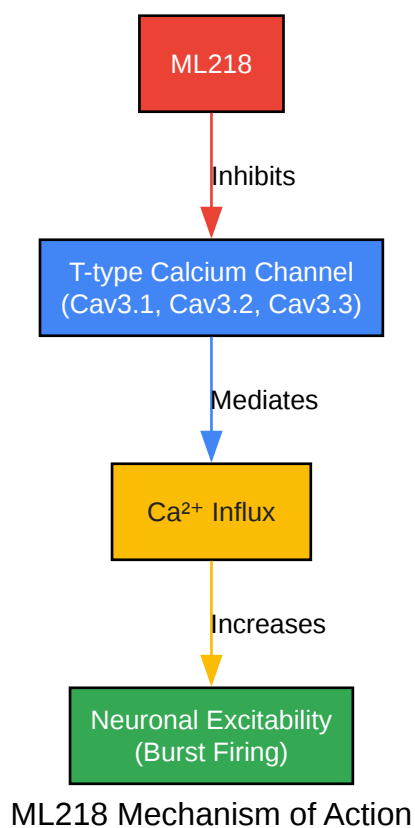 ML218
Inhibits
T-type Calcium Channel
(Cav3.1, Cav3.2, Cav3.3)
Mediates
Ca²⁺ Influx
Increases
Neuronal Excitability
(Burst Firing)
ML218 Mechanism of Action